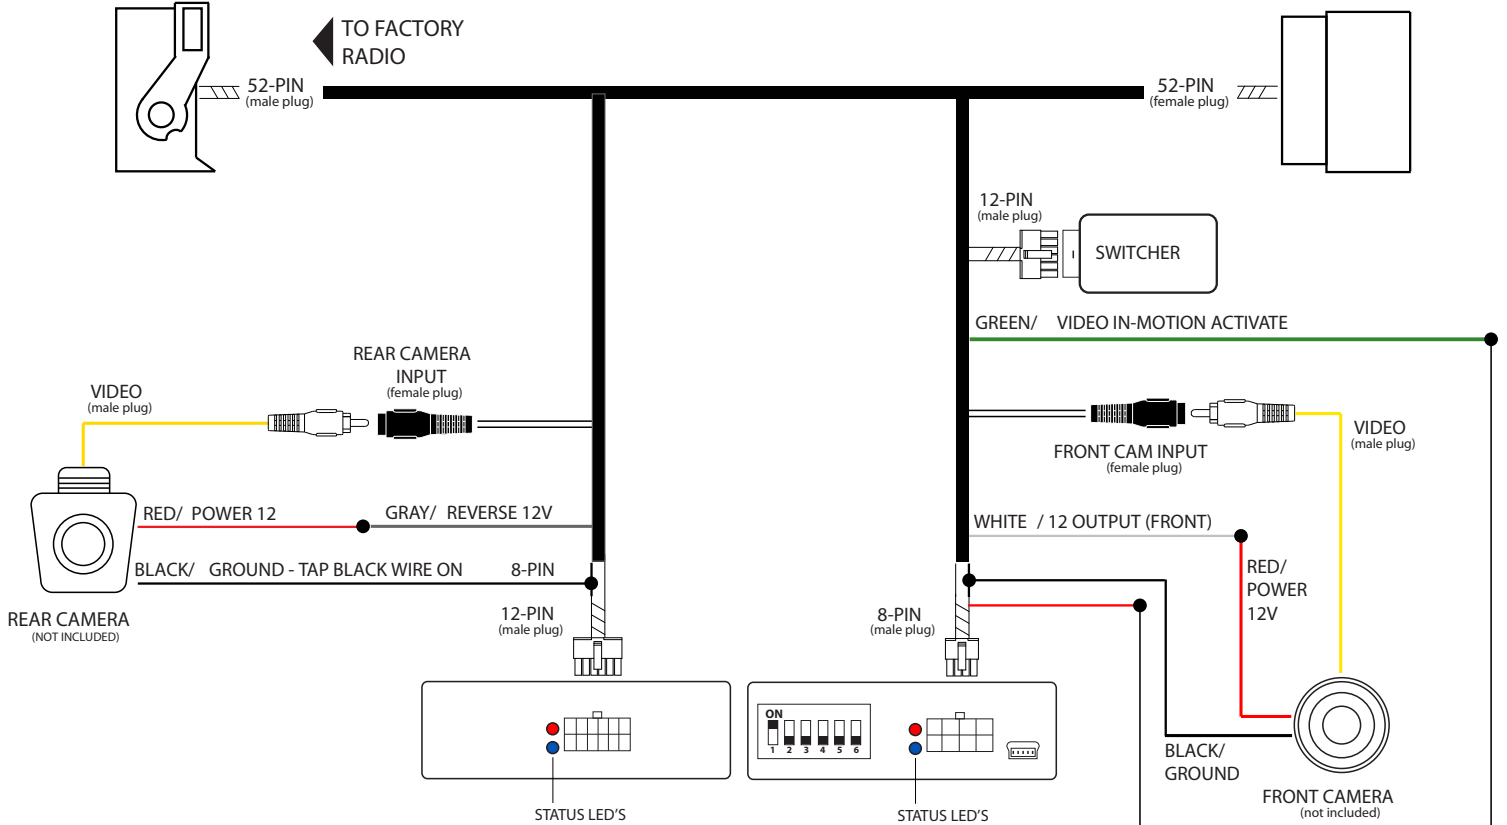 TO FACTORY
RADIO
52-PIN
(male plug)
52-PIN
(female plug)
12-PIN
(male plug)
SWITCHER
GREEN/ VIDEO IN-MOTION ACTIVATE
REAR CAMERA
INPUT
(female plug)
VIDEO
(male plug)
FRONT CAM INPUT
(female plug)
VIDEO
(male plug)
RED/ POWER 12
GRAY/ REVERSE 12V
WHITE / 12 OUTPUT (FRONT)
BLACK/ GROUND - TAP BLACK WIRE ON 8-PIN
RED/
POWER
12V
REAR CAMERA
(NOT INCLUDED)
12-PIN
(male plug)
8-PIN
(male plug)
ON
1 2 3 4 5 6
BLACK/
GROUND
FRONT CAMERA
(not included)
STATUS LED'S
STATUS LED'S